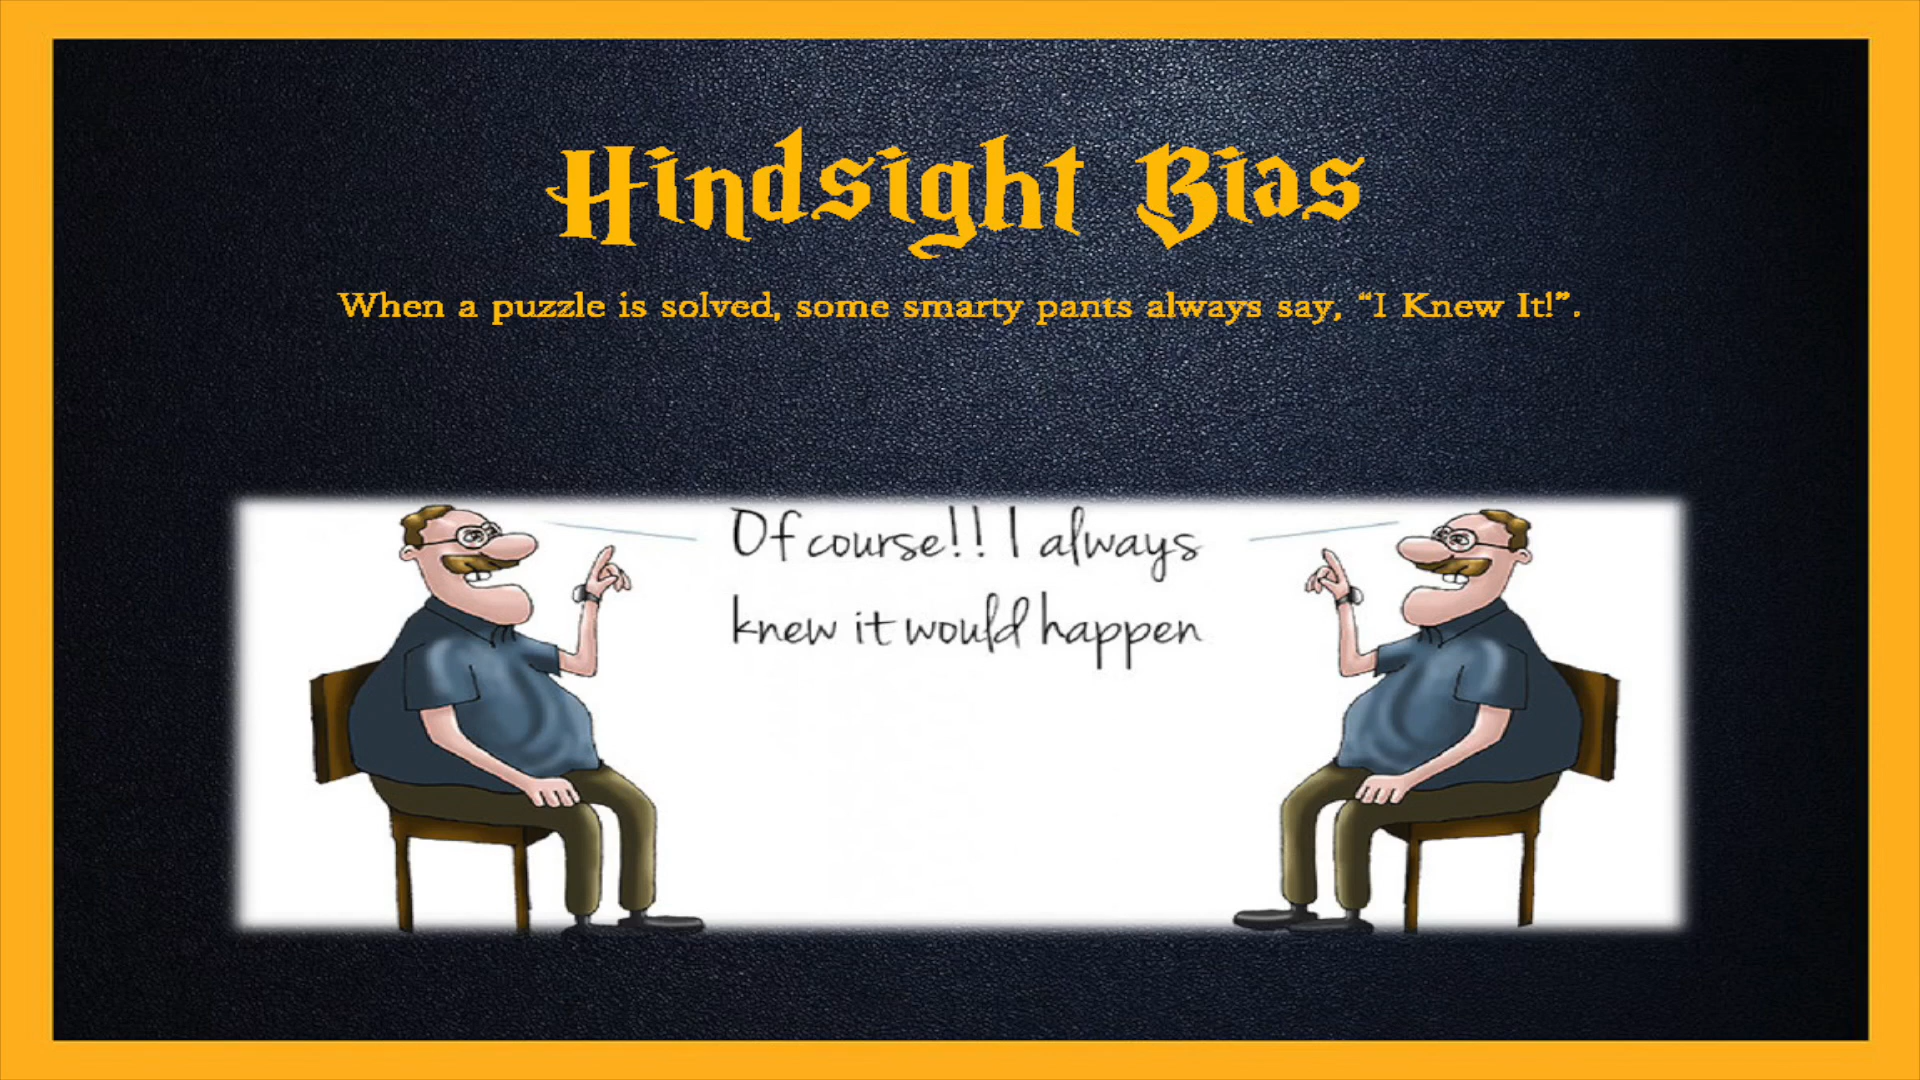 Hindsight Bias
When a puzzle is solved, some smarty pants always say, “I Knew It!”.
Of course!! I always
knew it would happen